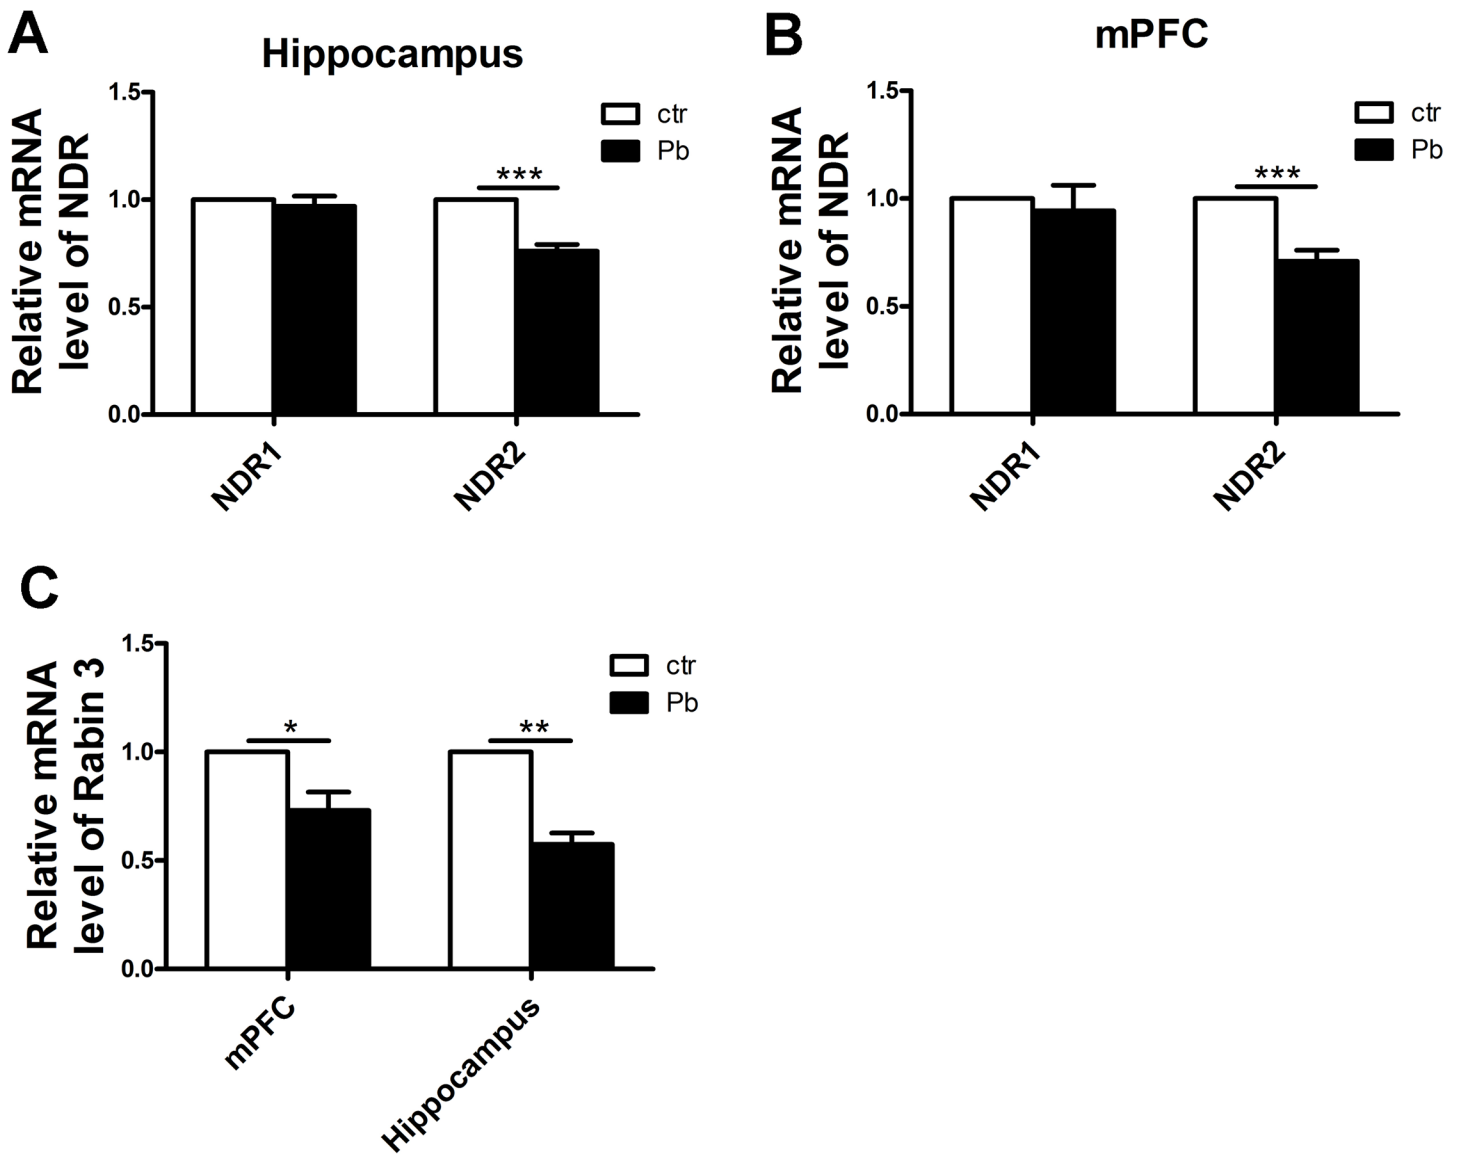 A
Hippocampus
Relative mRNA
level of NDR
1.5
1.0
0.5
0.0
ctr
Pb
***
NDR1
NDR2
B
mPFC
Relative mRNA
level of NDR
1.5
1.0
0.5
0.0
ctr
Pb
***
NDR1
NDR2
C
Relative mRNA
level of Rabin 3
1.5
1.0
0.5
0.0
ctr
Pb
*
**
mPFC
Hippocampus